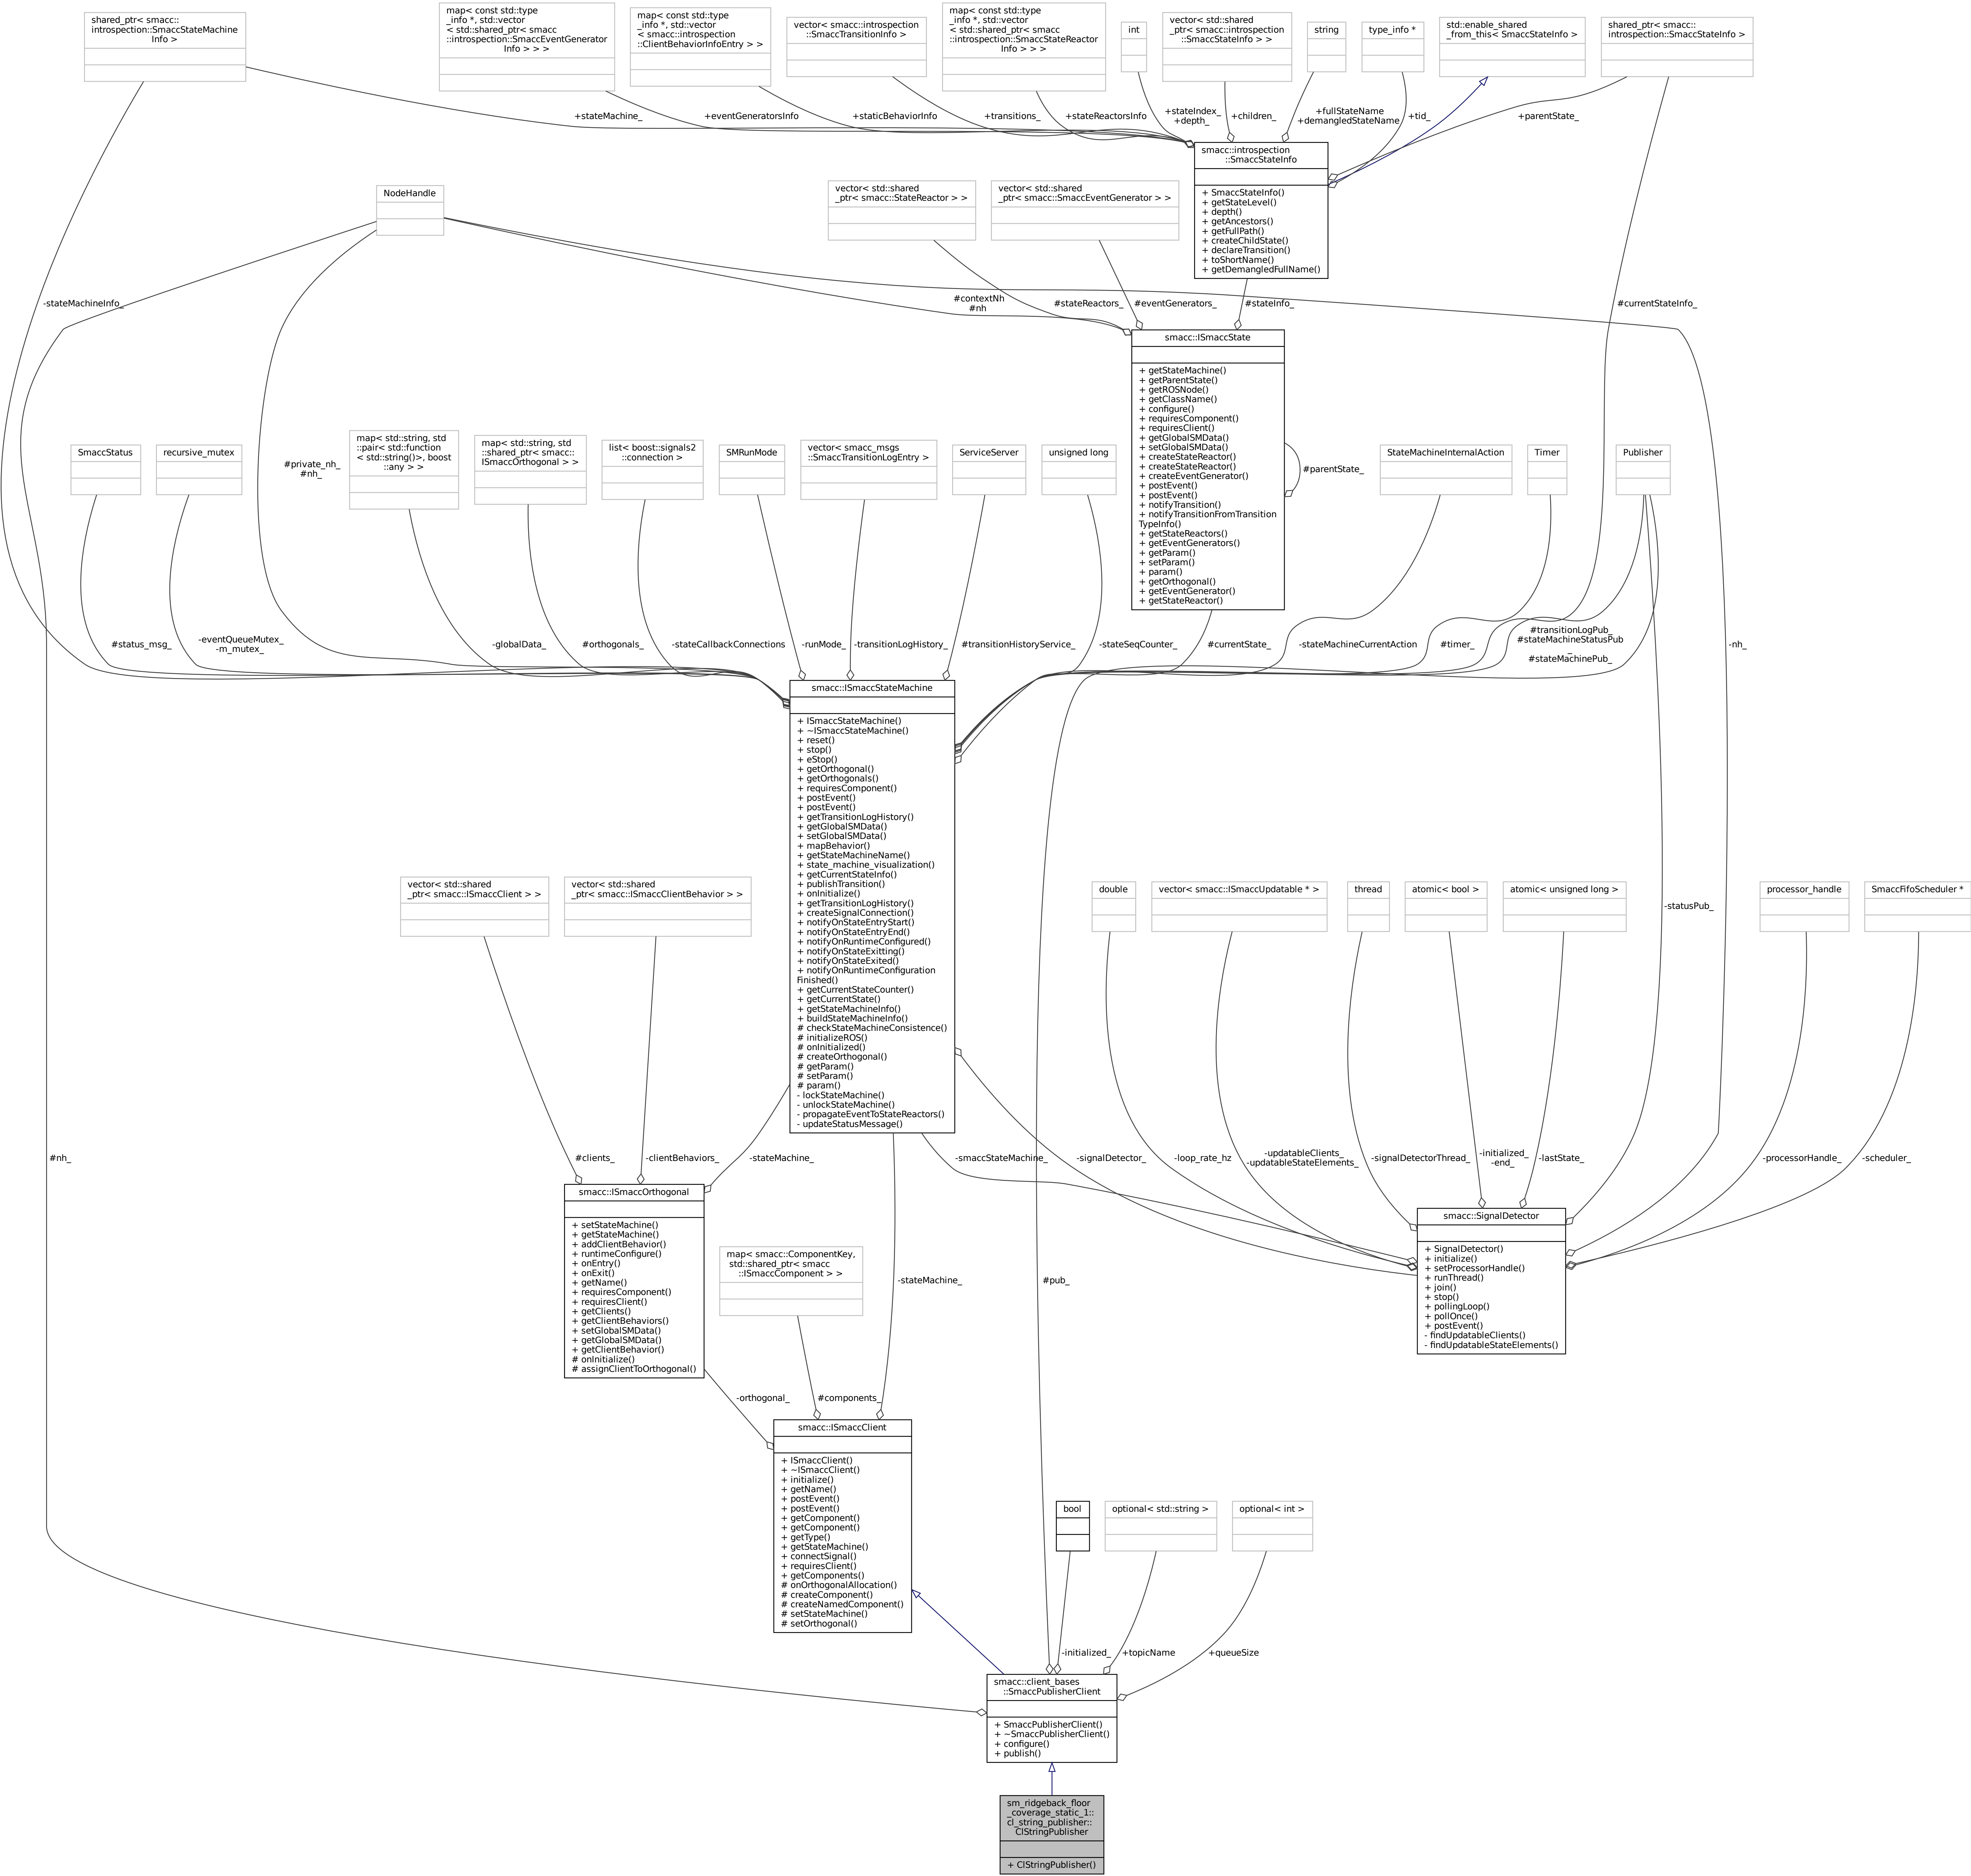 shared_ptr< smacc::
introspection::SmaccStateMachine
Info >
map< const std::type
_info *, std::vector
< std::shared_ptr< smacc
::introspection::SmaccEventGenerator
Info > > >
map< const std::type
_info *, std::vector
< smacc::introspection
::ClientBehaviorInfoEntry > >
vector< smacc::introspection
::SmaccTransitionInfo >
map< const std::type
_info *, std::vector
< std::shared_ptr< smacc
::introspection::SmaccStateReactor
Info > > >
int
vector< std::shared
_ptr< smacc::introspection
::SmaccStateInfo > >
string
type_info *
std::enable_shared
_from_this< SmaccStateInfo >
shared_ptr< smacc::
introspection::SmaccStateInfo >
+stateMachine_
+eventGeneratorsInfo
+staticBehaviorInfo
+transitions_
+stateReactorsInfo
+stateIndex_
+depth_
+children_
+fullStateName
+demangledStateName
+tid_
+parentState_
smacc::introspection
::SmaccStateInfo
+ SmaccStateInfo()
+ getStateLevel()
+ depth()
+ getAncestors()
+ getFullPath()
+ createChildState()
+ declareTransition()
+ toShortName()
+ getDemangledFullName()
NodeHandle
vector< std::shared
_ptr< smacc::StateReactor > >
vector< std::shared
_ptr< smacc::SmaccEventGenerator > >
-stateMachineInfo_
#contextNh
#nh
#stateReactors_
#eventGenerators_
#stateInfo_
#currentStateInfo_
smacc::ISmaccState
+ getStateMachine()
+ getParentState()
+ getROSNode()
+ getClassName()
+ configure()
+ requiresComponent()
+ requiresClient()
+ getGlobalSMData()
+ setGlobalSMData()
+ createStateReactor()
+ createStateReactor()
+ createEventGenerator()
+ postEvent()
+ postEvent()
+ notifyTransition()
+ notifyTransitionFromTransition
TypeInfo()
+ getStateReactors()
+ getEventGenerators()
+ getParam()
+ setParam()
+ param()
+ getOrthogonal()
+ getEventGenerator()
+ getStateReactor()
#parentState_
SmaccStatus
recursive_mutex
#private_nh_
#nh_
map< std::string, std
::pair< std::function
< std::string()>, boost
::any > >
map< std::string, std
::shared_ptr< smacc::
ISmaccOrthogonal > >
list< boost::signals2
::connection >
SMRunMode
vector< smacc_msgs
::SmaccTransitionLogEntry >
ServiceServer
unsigned long
StateMachineInternalAction
Timer
Publisher
#status_msg_
-eventQueueMutex_
-m_mutex_
-globalData_
#orthogonals_
-stateCallbackConnections
-runMode_
-transitionLogHistory_
#transitionHistoryService_
-stateSeqCounter_
#currentState_
-stateMachineCurrentAction
#timer_
#transitionLogPub_
#stateMachineStatusPub
_
#stateMachinePub_
-nh_
smacc::ISmaccStateMachine
+ ISmaccStateMachine()
+ ~ISmaccStateMachine()
+ reset()
+ stop()
+ eStop()
+ getOrthogonal()
+ getOrthogonals()
+ requiresComponent()
+ postEvent()
+ postEvent()
+ getTransitionLogHistory()
+ getGlobalSMData()
+ setGlobalSMData()
+ mapBehavior()
+ getStateMachineName()
+ state_machine_visualization()
+ getCurrentStateInfo()
+ publishTransition()
+ onInitialize()
+ getTransitionLogHistory()
+ createSignalConnection()
+ notifyOnStateEntryStart()
+ notifyOnStateEntryEnd()
+ notifyOnRuntimeConfigured()
+ notifyOnStateExitting()
+ notifyOnStateExited()
+ notifyOnRuntimeConfiguration
Finished()
+ getCurrentStateCounter()
+ getCurrentState()
+ getStateMachineInfo()
+ buildStateMachineInfo()
# checkStateMachineConsistence()
# initializeROS()
# onInitialized()
# createOrthogonal()
# getParam()
# setParam()
# param()
- lockStateMachine()
- unlockStateMachine()
- propagateEventToStateReactors()
- updateStatusMessage()
vector< std::shared
_ptr< smacc::ISmaccClient > >
vector< std::shared
_ptr< smacc::ISmaccClientBehavior > >
double
vector< smacc::ISmaccUpdatable * >
thread
atomic< bool >
atomic< unsigned long >
-statusPub_
processor_handle
SmaccFifoScheduler *
#nh_
#clients_
-clientBehaviors_
-stateMachine_
-smaccStateMachine_
-signalDetector_
-loop_rate_hz
-updatableClients_
-updatableStateElements_
-signalDetectorThread_
-initialized_
-end_
-lastState_
-processorHandle_
-scheduler_
smacc::ISmaccOrthogonal
+ setStateMachine()
+ getStateMachine()
+ addClientBehavior()
+ runtimeConfigure()
+ onEntry()
+ onExit()
+ getName()
+ requiresComponent()
+ requiresClient()
+ getClients()
+ getClientBehaviors()
+ setGlobalSMData()
+ getGlobalSMData()
+ getClientBehavior()
# onInitialize()
# assignClientToOrthogonal()
smacc::SignalDetector
+ SignalDetector()
+ initialize()
+ setProcessorHandle()
+ runThread()
+ join()
+ stop()
+ pollingLoop()
+ pollOnce()
+ postEvent()
- findUpdatableClients()
- findUpdatableStateElements()
map< smacc::ComponentKey,
std::shared_ptr< smacc
::ISmaccComponent > >
-stateMachine_
#pub_
-orthogonal_
#components_
smacc::ISmaccClient
+ ISmaccClient()
+ ~ISmaccClient()
+ initialize()
+ getName()
+ postEvent()
+ postEvent()
+ getComponent()
+ getComponent()
+ getType()
+ getStateMachine()
+ connectSignal()
+ requiresClient()
+ getComponents()
# onOrthogonalAllocation()
# createComponent()
# createNamedComponent()
# setStateMachine()
# setOrthogonal()
bool
optional< std::string >
optional< int >
-initialized_
+topicName
+queueSize
smacc::client_bases
::SmaccPublisherClient
+ SmaccPublisherClient()
+ ~SmaccPublisherClient()
+ configure()
+ publish()
sm_ridgeback_floor
_coverage_static_1::
cl_string_publisher::
ClStringPublisher
+ ClStringPublisher()